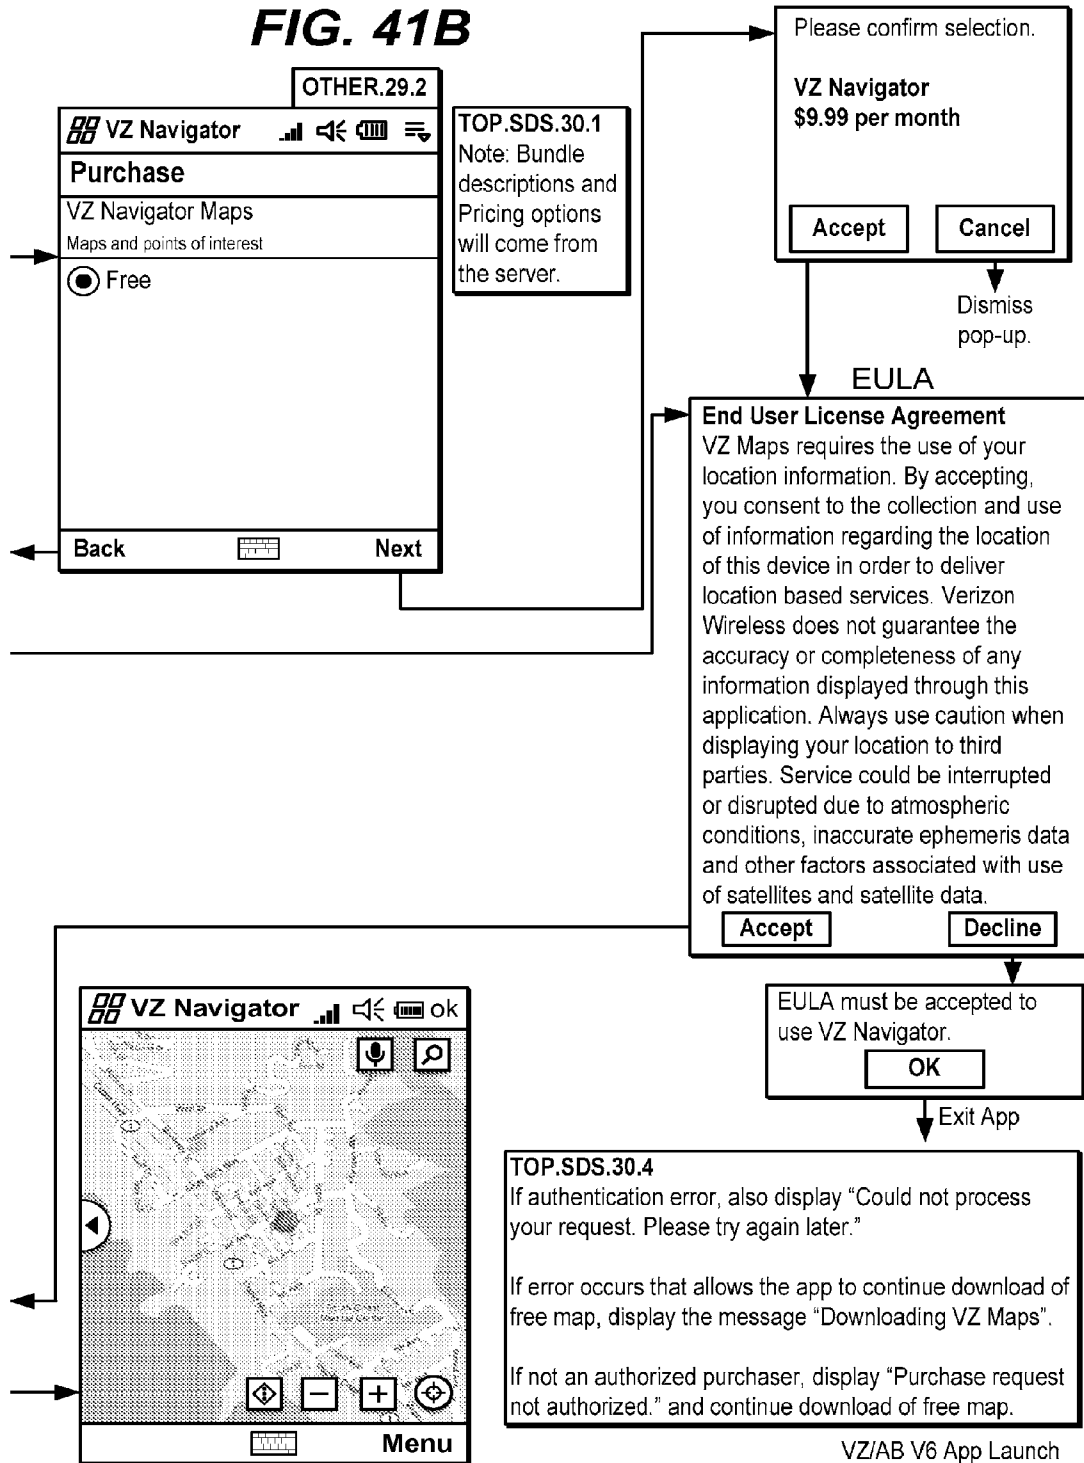 FIG. 41B
OTHER.29.2
VZ Navigator
Purchase
VZ Navigator Maps
Maps and points of interest
Free
Back
Next
TOP.SDS.30.1
Note: Bundle
descriptions and
Pricing options
will come from
the server.
Please confirm selection.
VZ Navigator
$9.99 per month
Accept
Cancel
Dismiss
pop-up.
EULA
End User License Agreement
VZ Maps requires the use of your
location information. By accepting,
you consent to the collection and use
of information regarding the location
of this device in order to deliver
location based services. Verizon
Wireless does not guarantee the
accuracy or completeness of any
information displayed through this
application. Always use caution when
displaying your location to third
parties. Service could be interrupted
or disrupted due to atmospheric
conditions, inaccurate ephemeris data
and other factors associated with use
of satellites and satellite data.
Accept
Decline
EULA must be accepted to
use VZ Navigator.
OK
Exit App
VZ Navigator
ok
Menu
TOP.SDS.30.4
If authentication error, also display “Could not process
your request. Please try again later.”
If error occurs that allows the app to continue download of
free map, display the message “Downloading VZ Maps”.
If not an authorized purchaser, display “Purchase request
not authorized.” and continue download of free map.
VZ/AB V6 App Launch